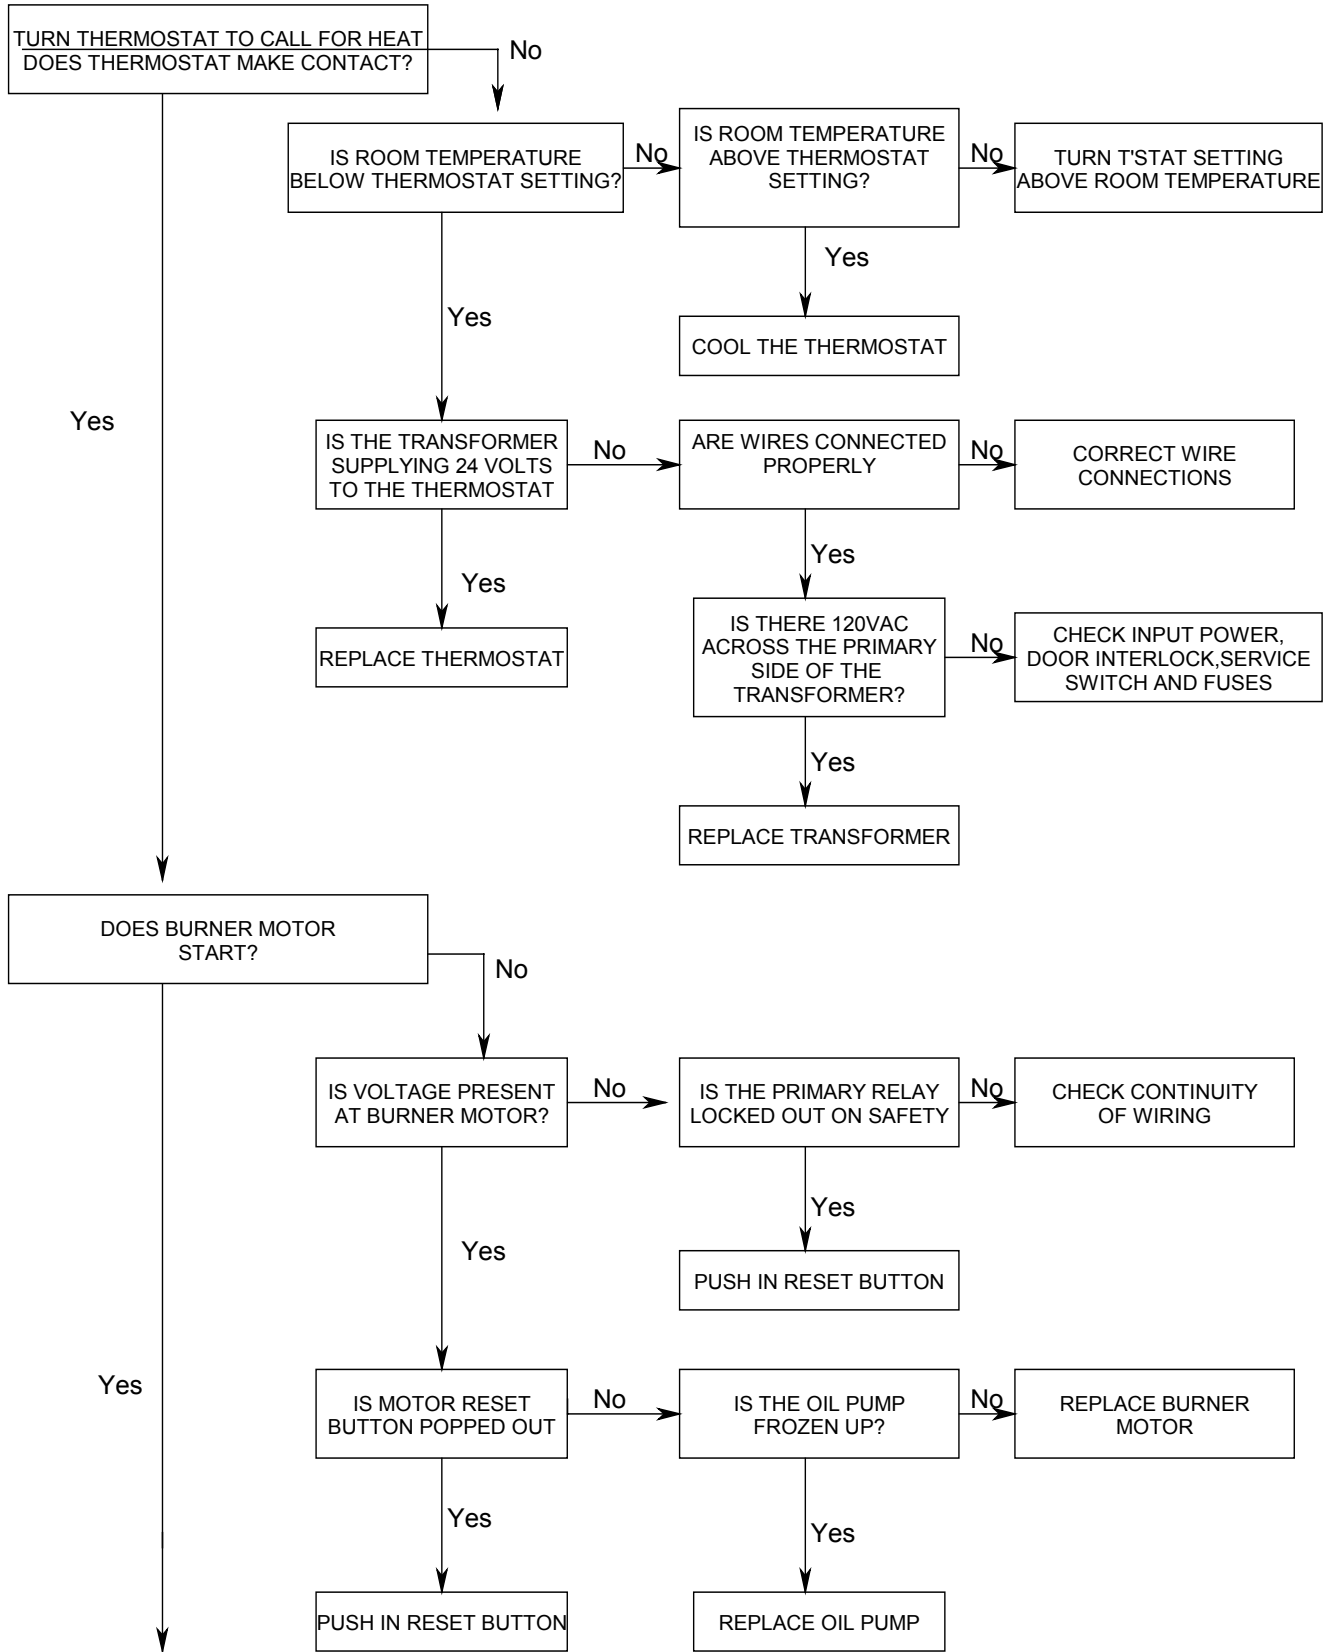 TURN THERMOSTAT TO CALL FOR HEAT
DOES THERMOSTAT MAKE CONTACT?
No
IS ROOM TEMPERATURE
BELOW THERMOSTAT SETTING?
No
IS ROOM TEMPERATURE
ABOVE THERMOSTAT
SETTING?
No
TURN T'STAT SETTING
ABOVE ROOM TEMPERATURE
Yes
COOL THE THERMOSTAT
Yes
Yes
IS THE TRANSFORMER
SUPPLYING 24 VOLTS
TO THE THERMOSTAT
No
ARE WIRES CONNECTED
PROPERLY
No
CORRECT WIRE
CONNECTIONS
Yes
Yes
REPLACE THERMOSTAT
IS THERE 120VAC
ACROSS THE PRIMARY
SIDE OF THE
TRANSFORMER?
No
CHECK INPUT POWER,
DOOR INTERLOCK,SERVICE
SWITCH AND FUSES
Yes
REPLACE TRANSFORMER
DOES BURNER MOTOR
START?
No
IS VOLTAGE PRESENT
AT BURNER MOTOR?
No
IS THE PRIMARY RELAY
LOCKED OUT ON SAFETY
No
CHECK CONTINUITY
OF WIRING
Yes
Yes
PUSH IN RESET BUTTON
Yes
IS MOTOR RESET
BUTTON POPPED OUT
No
IS THE OIL PUMP
FROZEN UP?
No
REPLACE BURNER
MOTOR
Yes
Yes
PUSH IN RESET BUTTON
REPLACE OIL PUMP